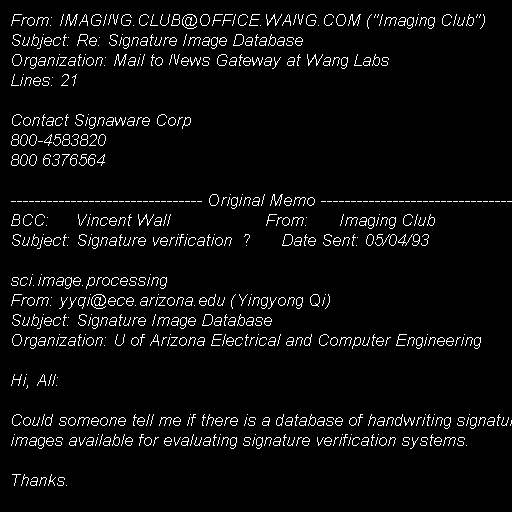 From: IMAGING.CLUB@OFFICE.WANG.COM ("Imaging Club")
Subject: Re: Signature Image Database
Organization: Mail to News Gateway at Wang Labs
Lines: 21

Contact Signaware Corp
800-4583820
800 6376564

-------------------------------- Original Memo --------------------------------
BCC: Vincent Wall From: Imaging Club
Subject: Signature verification ? Date Sent: 05/04/93

sci.image.processing
From: yyqi@ece.arizona.edu (Yingyong Qi)
Subject: Signature Image Database
Organization: U of Arizona Electrical and Computer Engineering

Hi, All:

Could someone tell me if there is a database of handwriting
images available for evaluating signature verification systems.

Thanks.